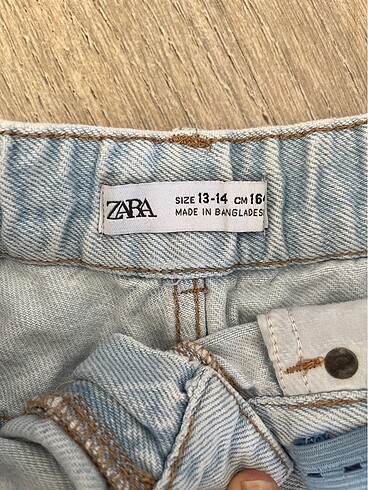 ZARA
SIZE 13-14 CM 16
MADE IN BANGLADES